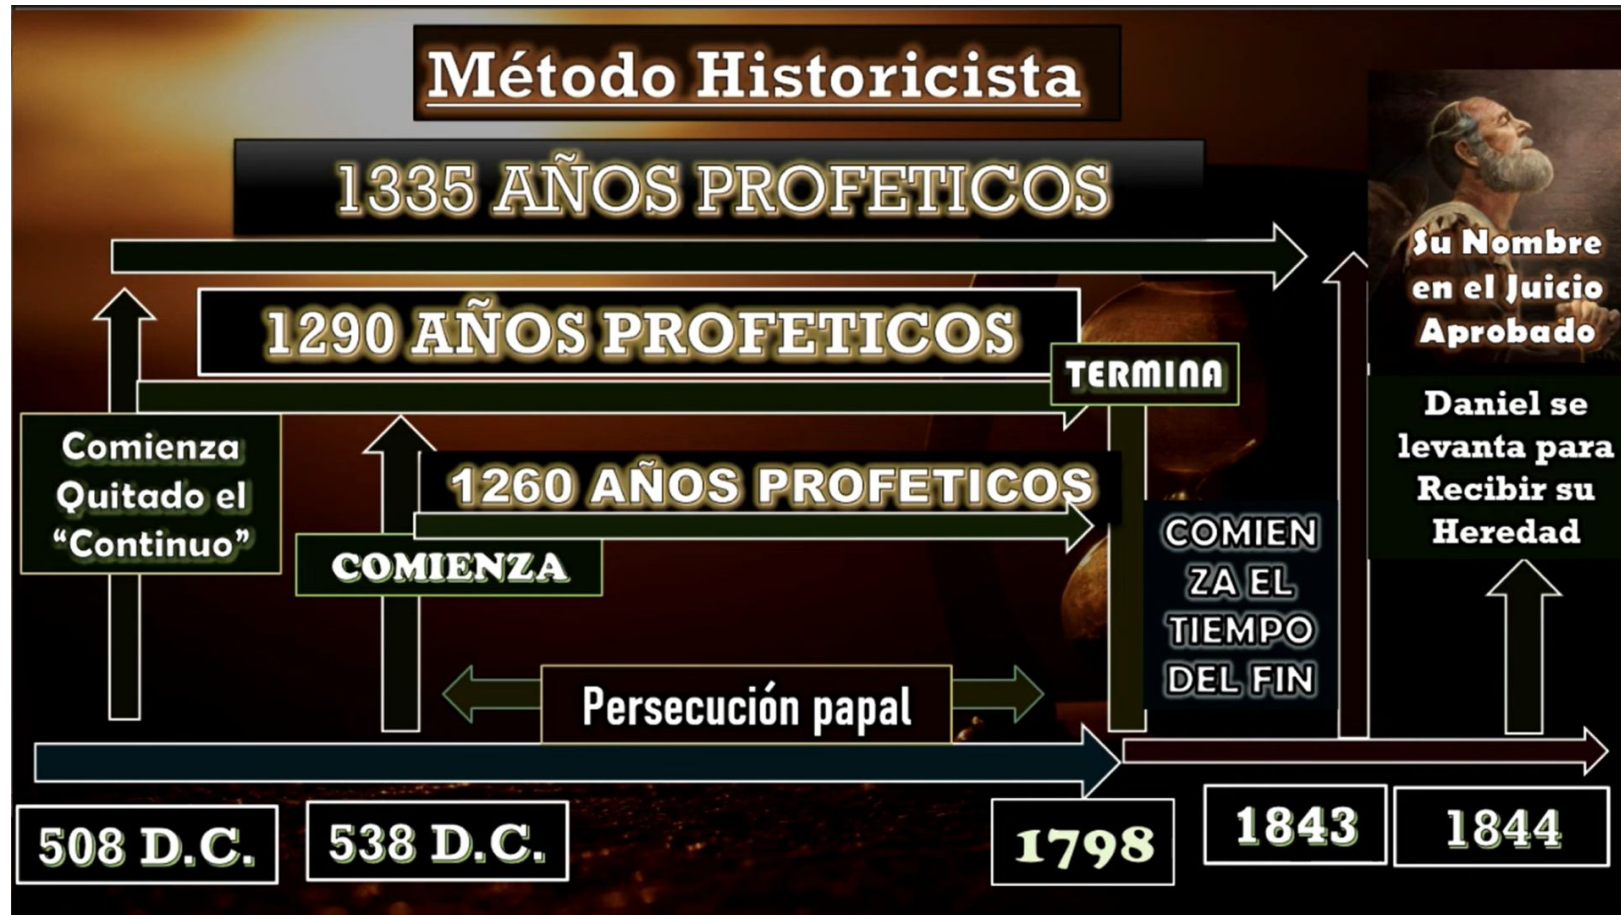 Método Historicista
1335 AÑOS PROFETICOS
1290 AÑOS PROFETICOS
TERMINA
Comienza
Quitado el
“Continuo”
1260 AÑOS PROFETICOS
COMIENZA
Persecución papal
COMIEN
ZA EL
TIEMPO
DEL FIN
Su Nombre
en el Juicio
Aprobado
Daniel se
levanta para
Recibir su
Heredad
508 D.C.
538 D.C.
1798
1843
1844